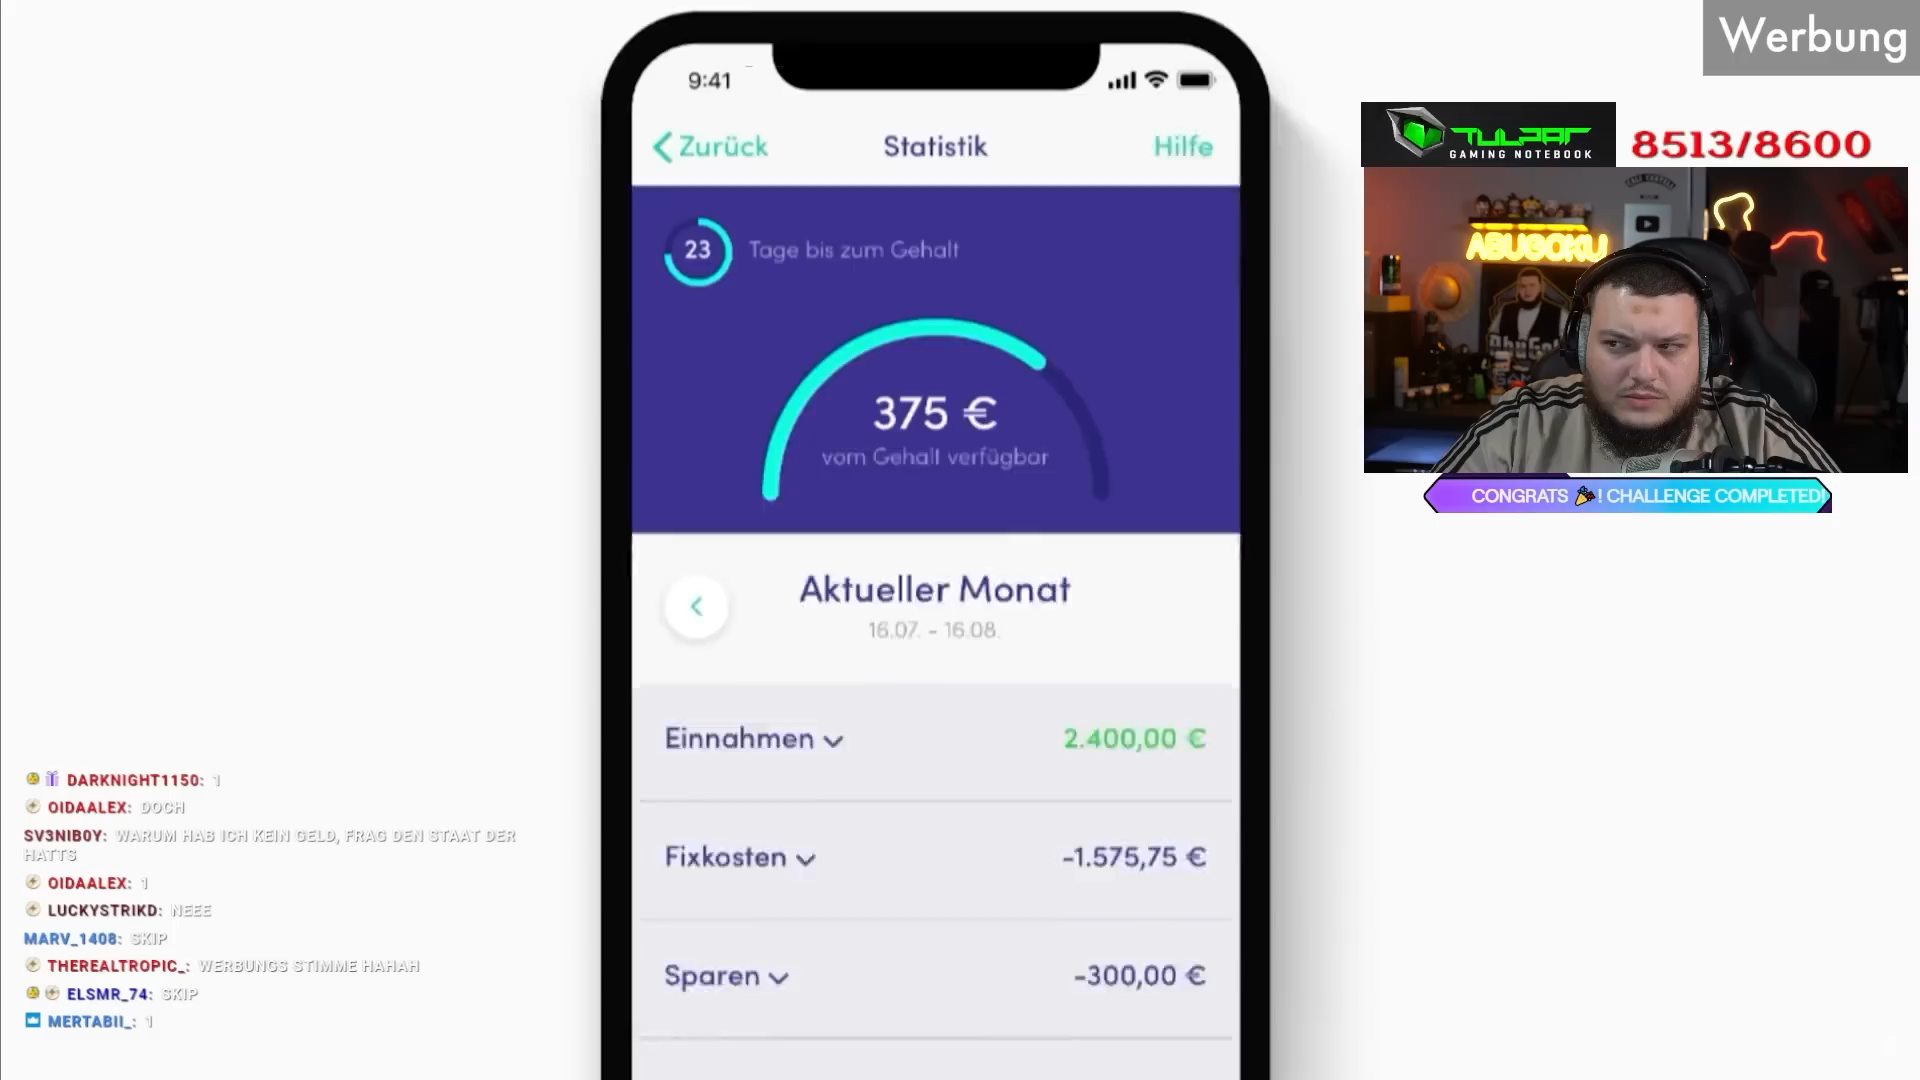 Werbung
9:41
Zurück
Statistik
Hilfe
TULPAR
GAMING NOTEBOOK
8513/8600
23
Tage bis zum Gehalt
ABUGOKU
375 €
vom Gehalt verfügbar
CONGRATS 🎉! CHALLENGE COMPLETED!
Aktueller Monat
16.07. - 16.08.
Einnahmen
2.400,00 €
Fixkosten
-1.575,75 €
Sparen
-300,00 €
DARKNIGHT1150: 1
OIDAALEX: DOCH
SV3NIB0Y: WARUM HAB ICH KEIN GELD, FRAG DEN STAAT DER
HATTS
OIDAALEX: 1
LUCKYSTRIKD: NEEE
MARV_1408: SKIP
THEREALTROPIC_: WERBUNGS STIMME HAHAH
ELSMR_74: SKIP
MERTABII_: 1